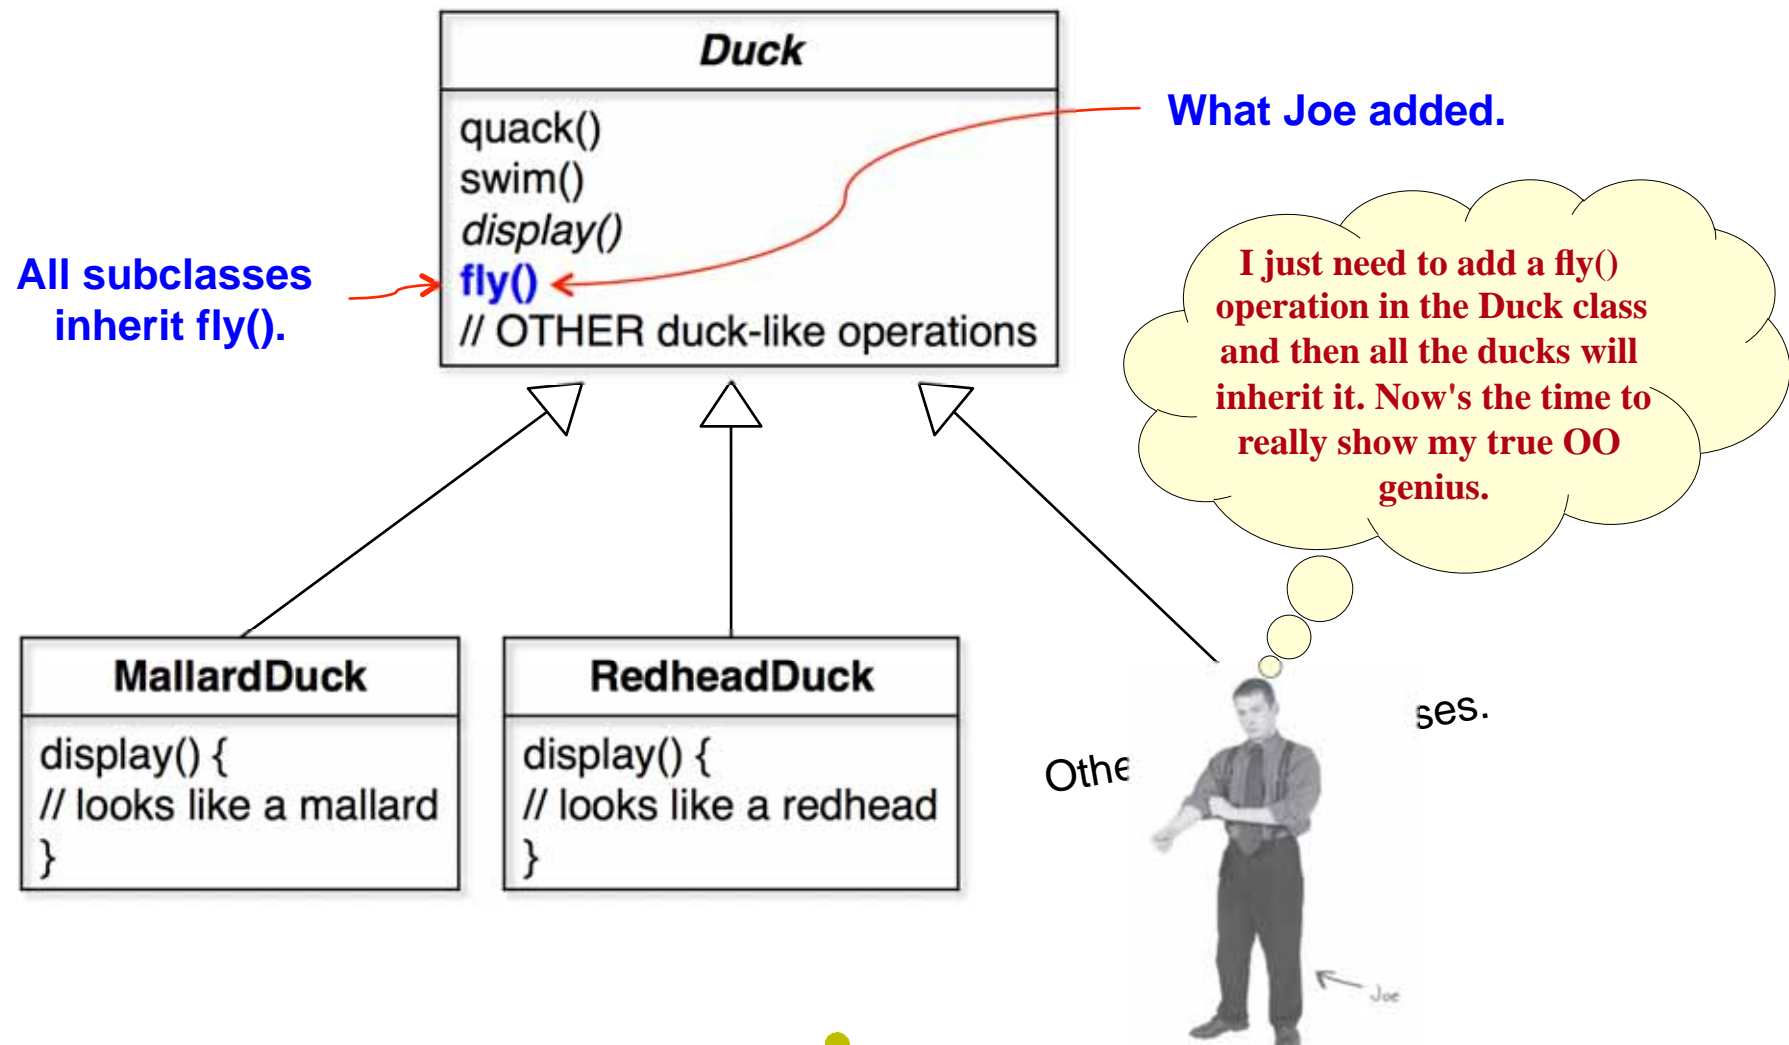 Duck
quack()
swim()
display()
fly()
// OTHER duck-like operations
What Joe added.
All subclasses
inherit fly().
I just need to add a fly()
operation in the Duck class
and then all the ducks will
inherit it. Now's the time to
really show my true OO
genius.
MallardDuck
display() {
// looks like a mallard
}
RedheadDuck
display() {
// looks like a redhead
}
Joe